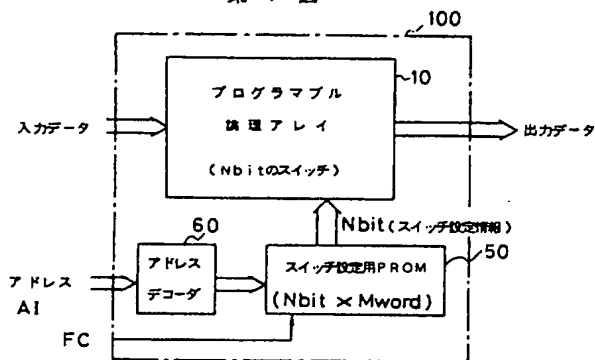 100
10
プログラマブル
論理アレイ
(Nbitのスイッチ)
入力データ
出力データ
Nbit(スイッチ設定情報)
60
50
アドレス
デコーダ
スイッチ設定用PROM
(Nbit × Mword)
アドレス
AI
FC